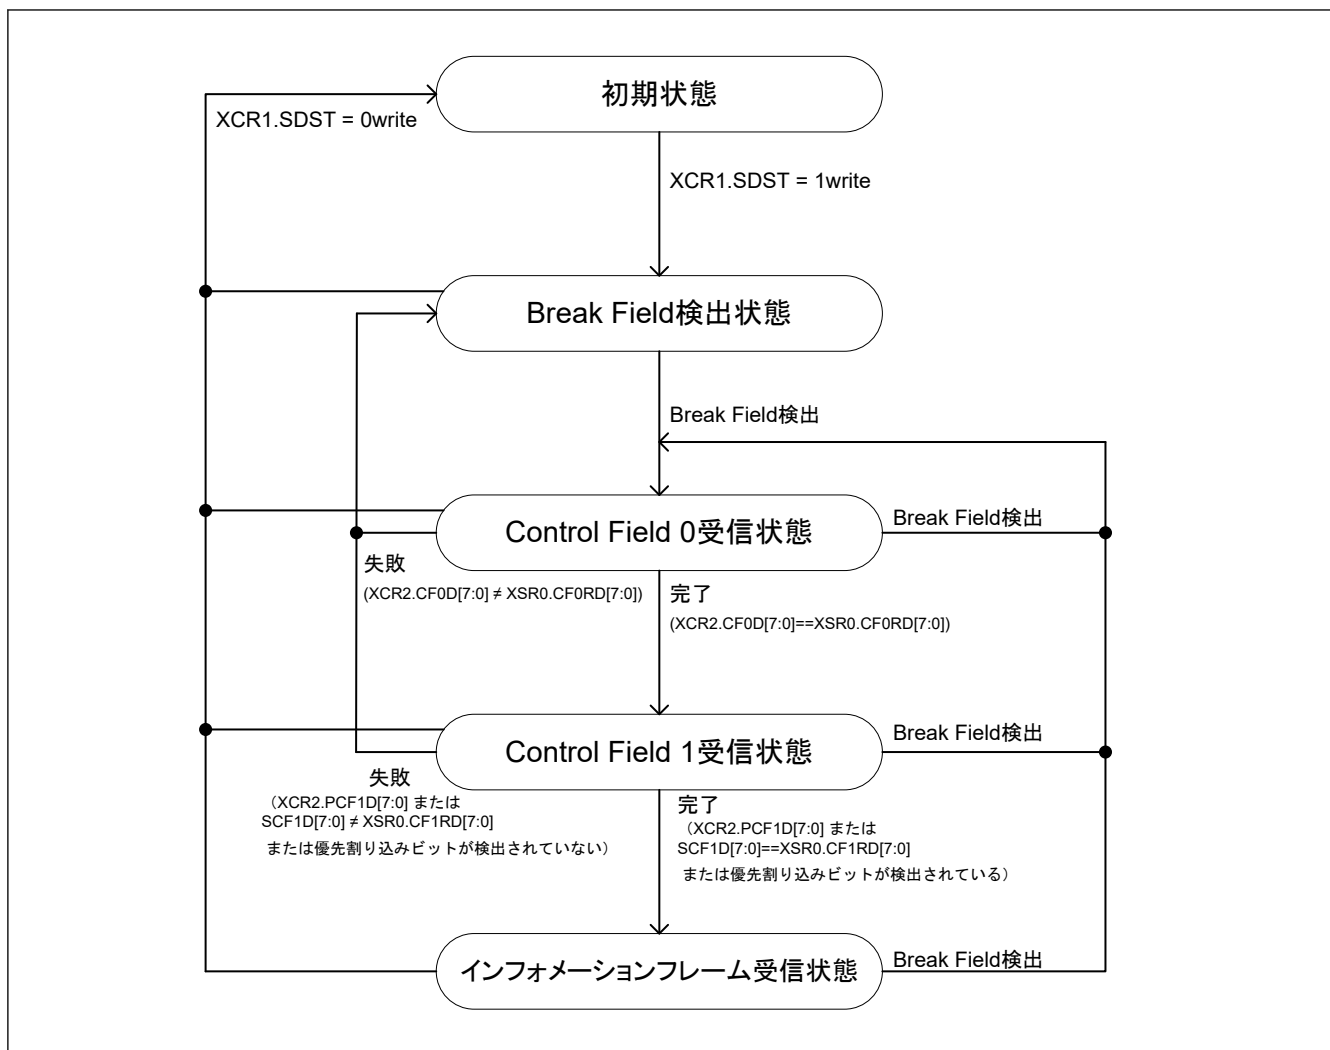 初期状態
XCR1.SDST = 0write
XCR1.SDST = 1write
Break Field検出状態
Break Field検出
Control Field 0受信状態
Break Field検出
失敗
(XCR2.CF0D[7:0] ≠ XSR0.CF0RD[7:0])
完了
(XCR2.CF0D[7:0]==XSR0.CF0RD[7:0])
Control Field 1受信状態
Break Field検出
失敗
（XCR2.PCF1D[7:0] または
SCF1D[7:0] ≠ XSR0.CF1RD[7:0]
または優先割り込みビットが検出されていない）
完了
（XCR2.PCF1D[7:0] または
SCF1D[7:0]==XSR0.CF1RD[7:0]
または優先割り込みビットが検出されている）
インフォメーションフレーム受信状態
Break Field検出